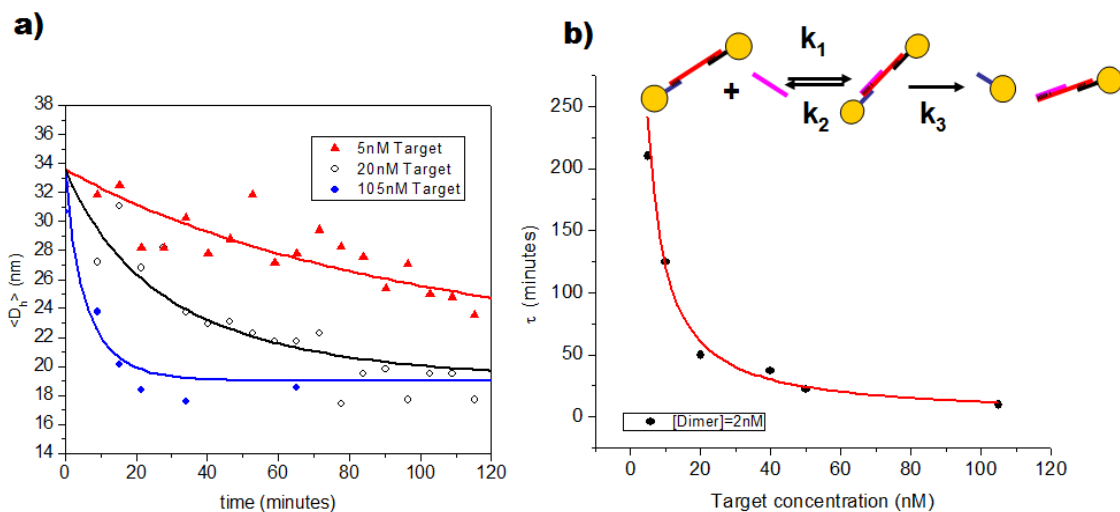 a)
38
36
34
32
30
28
26
24
22
20
18
16
14
<D_h> (nm)
0 20 40 60 80 100 120
time (minutes)
5nM Target
20nM Target
105nM Target
b)
k₁
+
k₂
k₃
250
200
150
100
50
0
τ (minutes)
[Dimer]=2nM
0 20 40 60 80 100 120 140
Target concentration (nM)